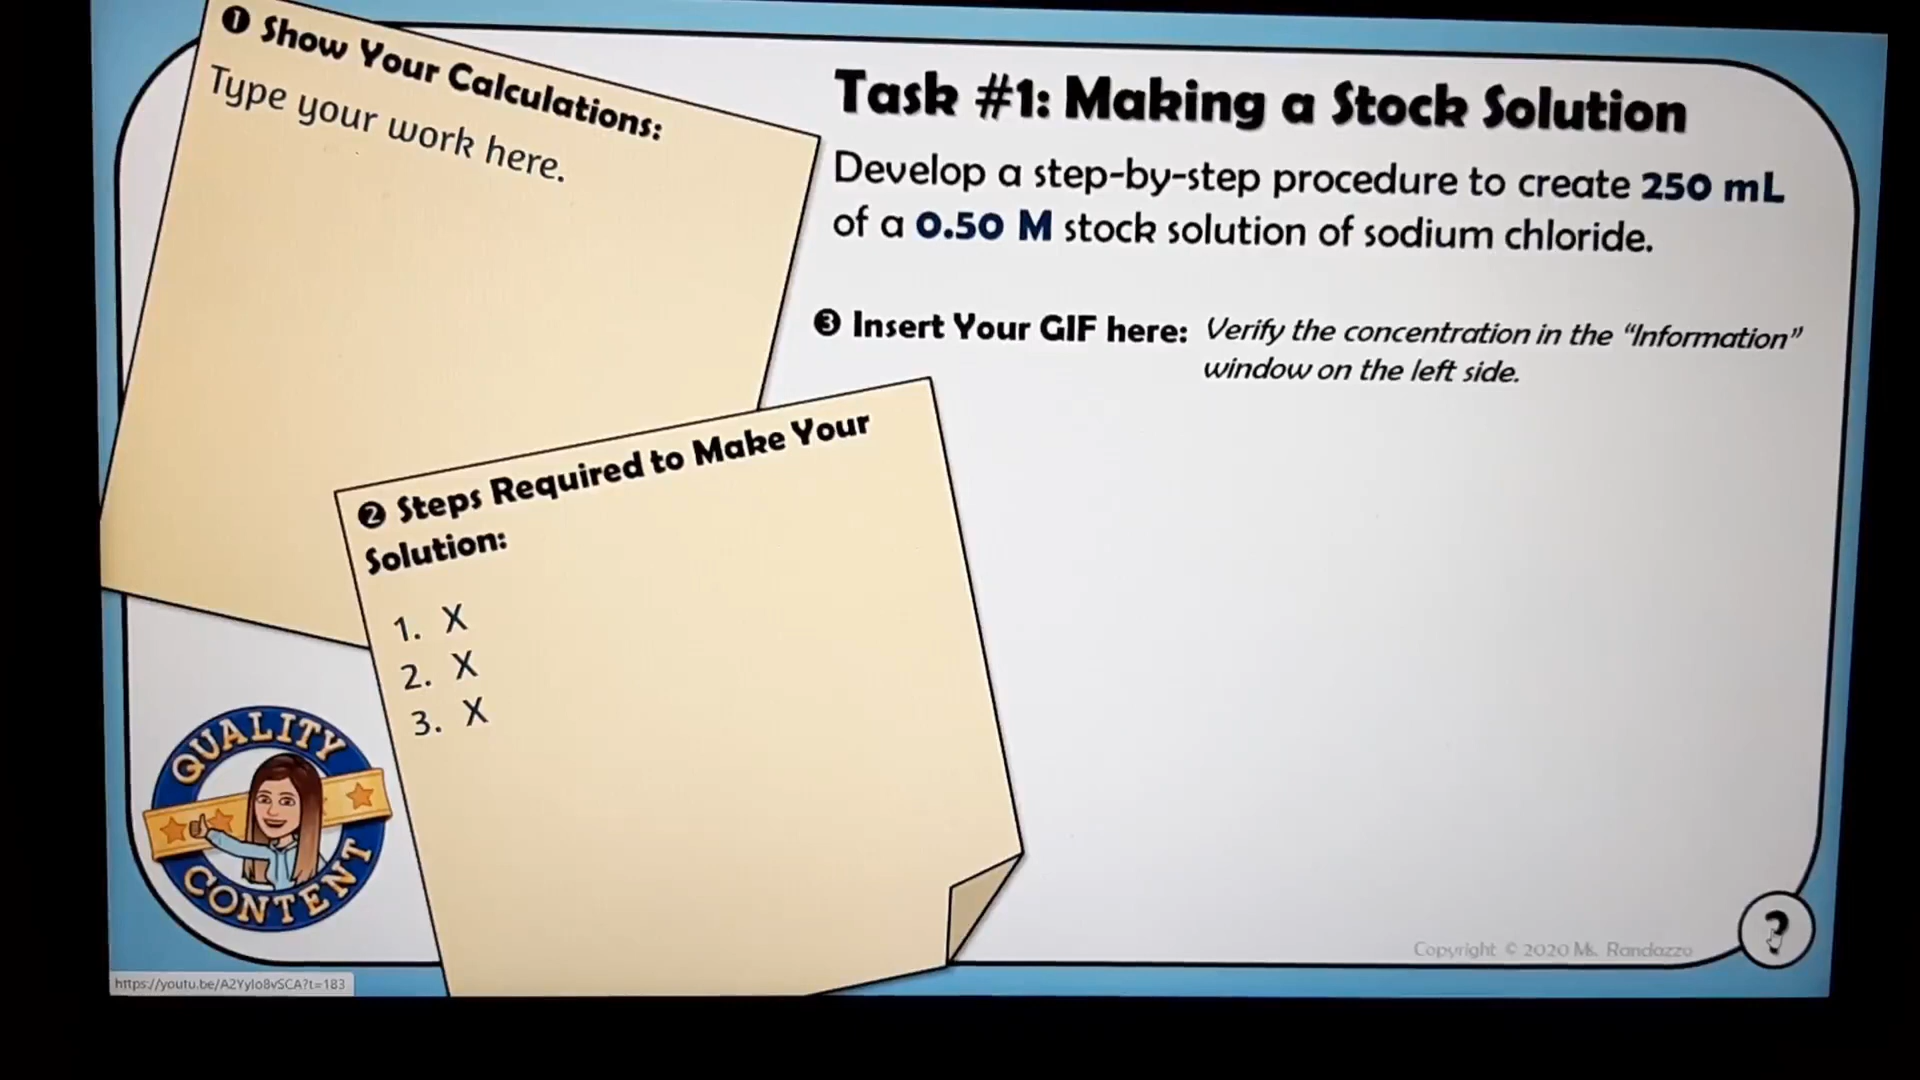 ❶ Show Your Calculations:
Type your work here.
Task #1: Making a Stock Solution
Develop a step-by-step procedure to create 250 mL
of a 0.50 M stock solution of sodium chloride.
❸ Insert Your GIF here: Verify the concentration in the “Information”
window on the left side.
❷ Steps Required to Make Your
Solution:
1. X
2. X
3. X
QUALITY
CONTENT
?
Copyright © 2020 Ms. Randazzo
https://youtu.be/A2Yylo8vSCA?t=183